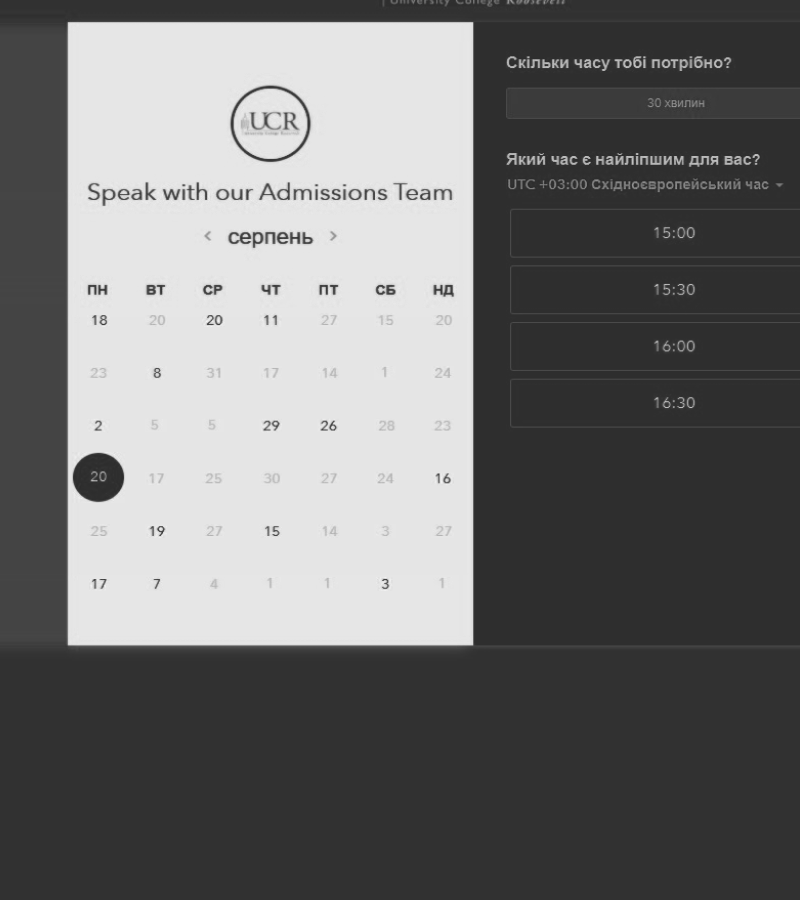 | University College Roosevelt
UCR
Speak with our Admissions Team
< серпень >
ПН ВТ СР ЧТ ПТ СБ НД
18 20 20 11 27 15 20
23 8 31 17 14 1 24
2 5 5 29 26 28 23
20 17 25 30 27 24 16
25 19 27 15 14 3 27
17 7 4 1 1 3 1
Скільки часу тобі потрібно?
30 хвилин
Який час є найліпшим для вас?
UTC +03:00 Східноєвропейський час
15:00
15:30
16:00
16:30